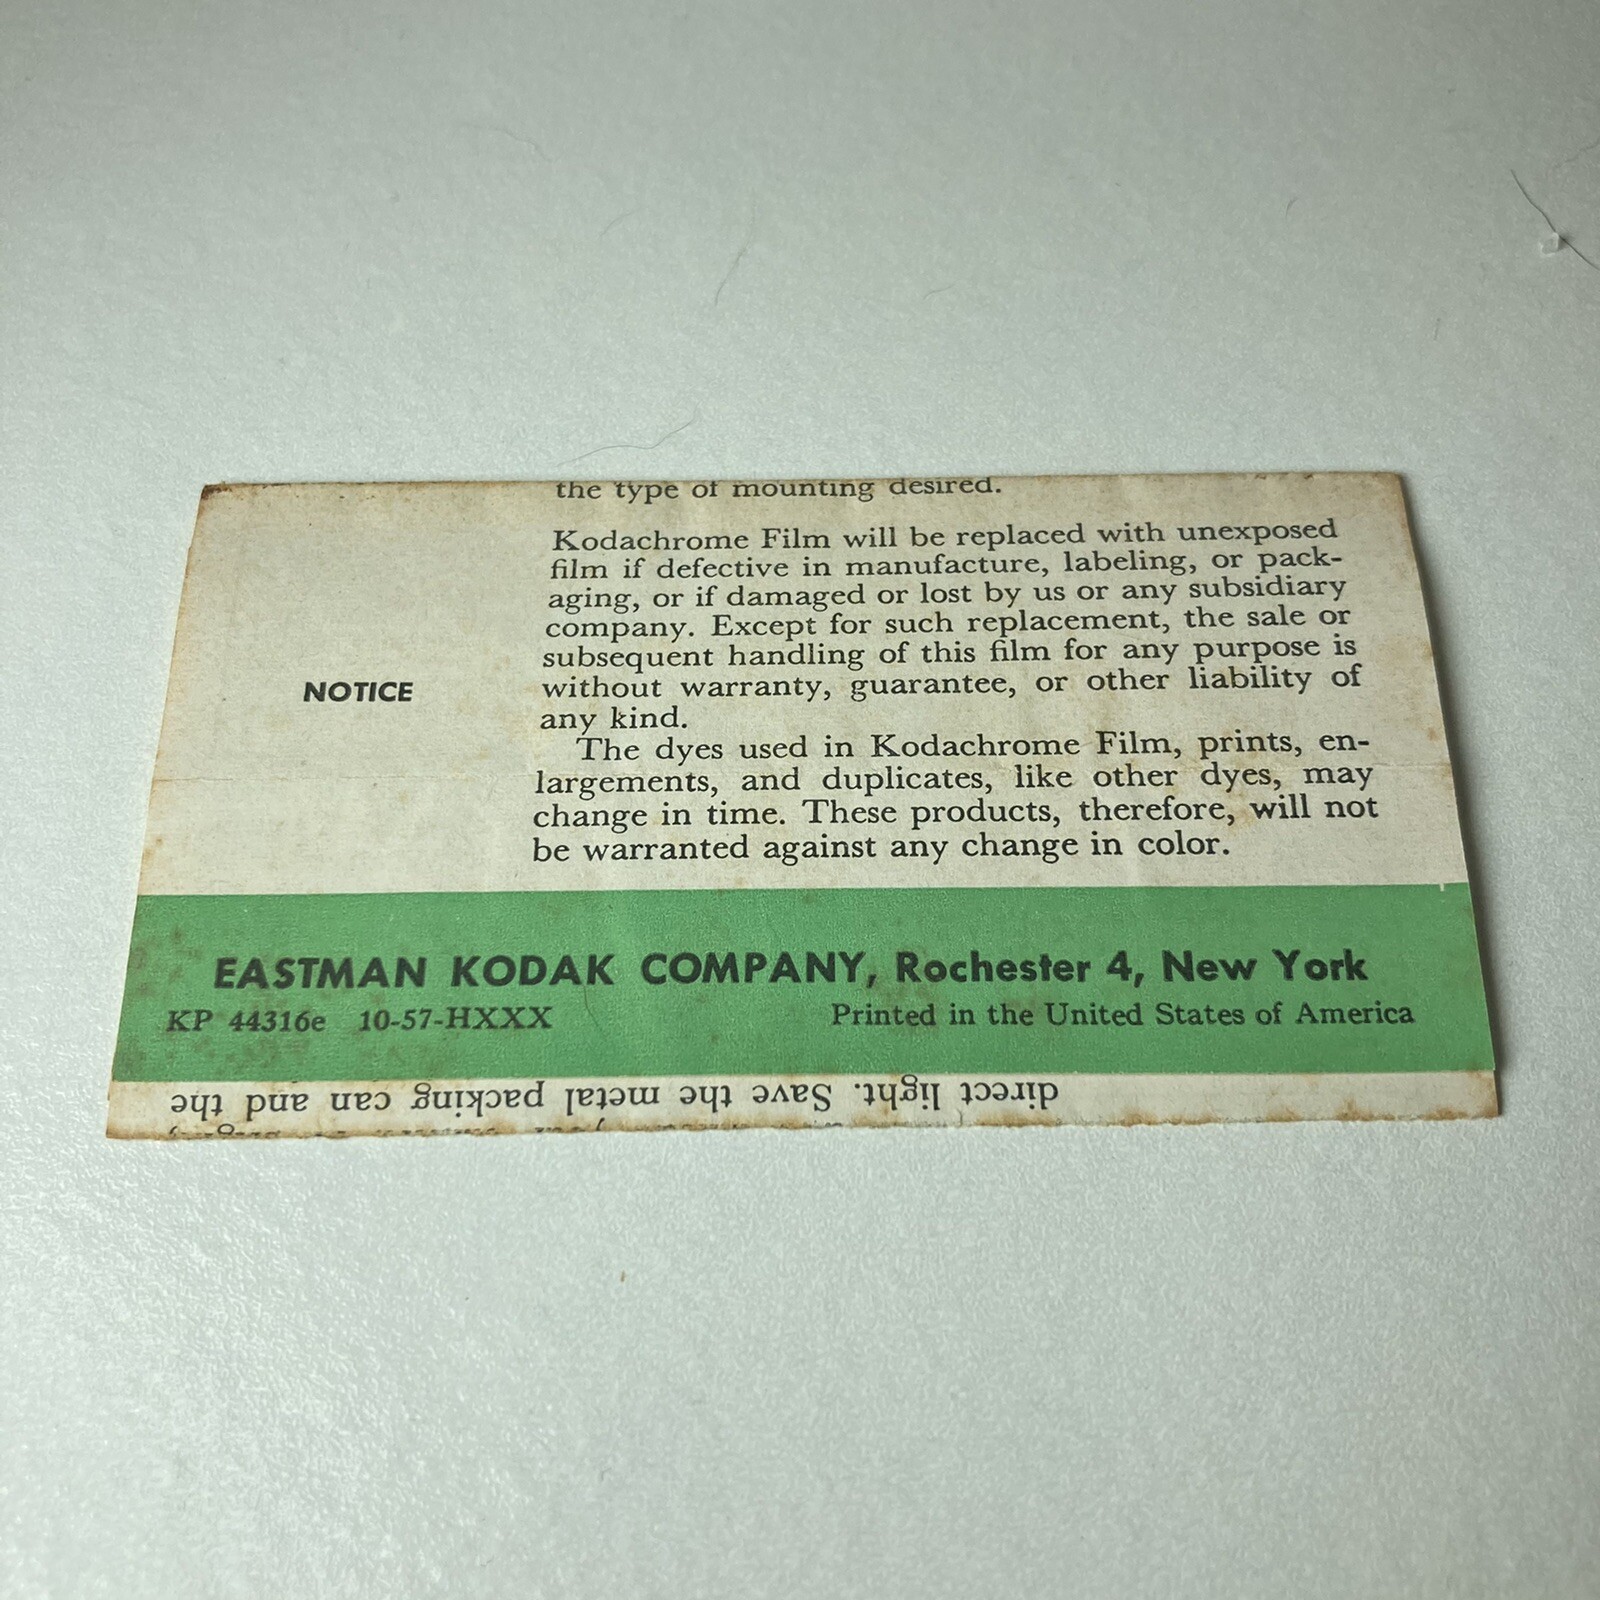 the type of mounting desired.
Kodachrome Film will be replaced with unexposed
film if defective in manufacture, labeling, or pack-
aging, or if damaged or lost by us or any subsidiary
company. Except for such replacement, the sale or
subsequent handling of this film for any purpose is
without warranty, guarantee, or other liability of
any kind.
NOTICE
The dyes used in Kodachrome Film, prints, en-
largements, and duplicates, like other dyes, may
change in time. These products, therefore, will not
be warranted against any change in color.
EASTMAN KODAK COMPANY, Rochester 4, New York
KP 44316e 10-57-HXXX Printed in the United States of America
direct light. Save the metal packing can and the